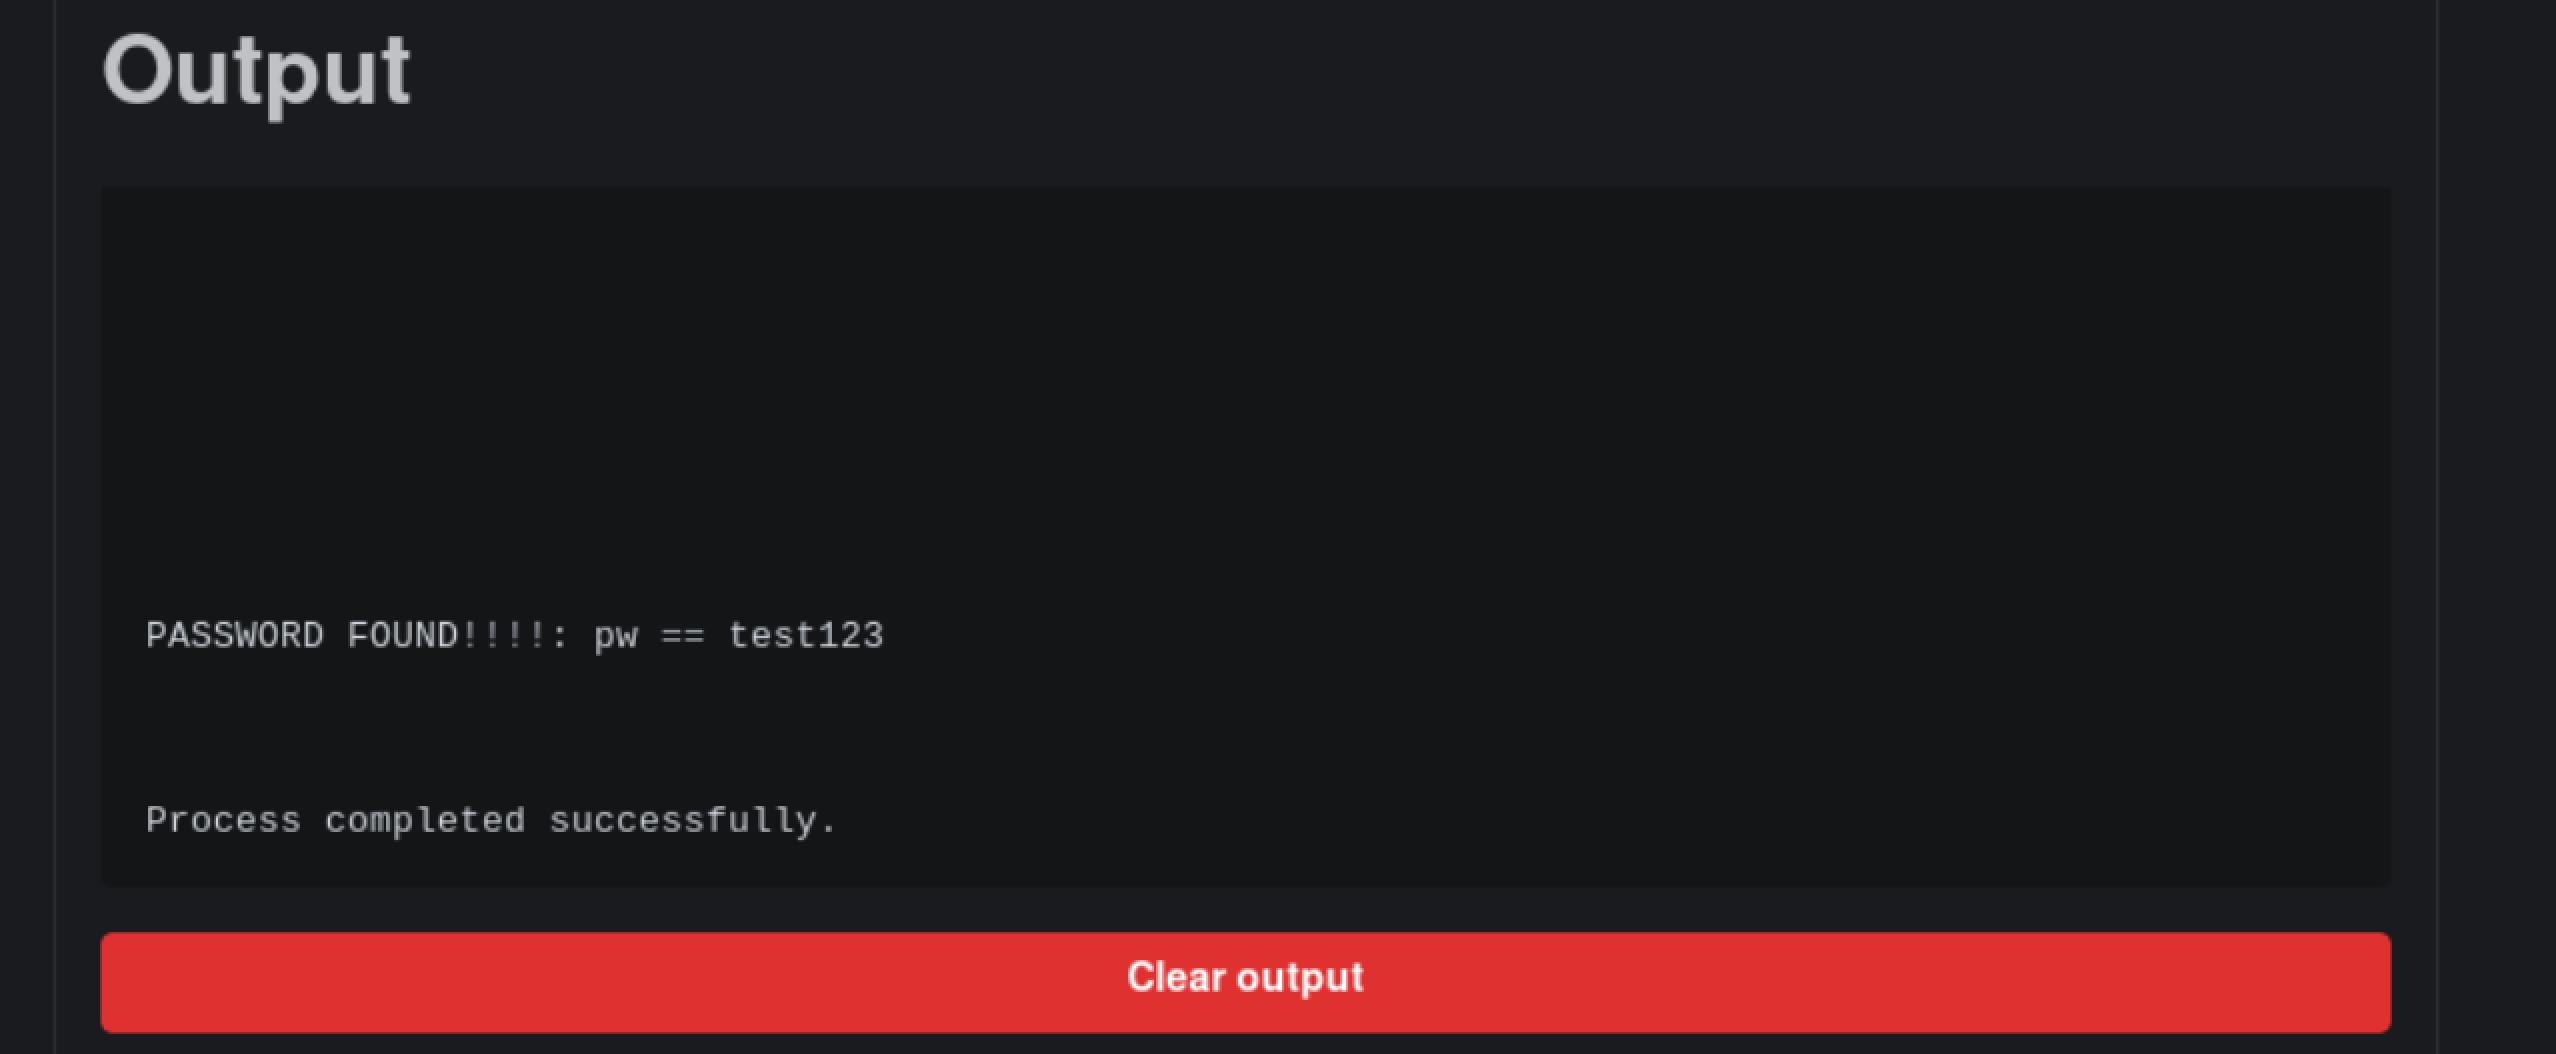 Output
PASSWORD FOUND!!!!: pw == test123
Process completed successfully.
Clear output